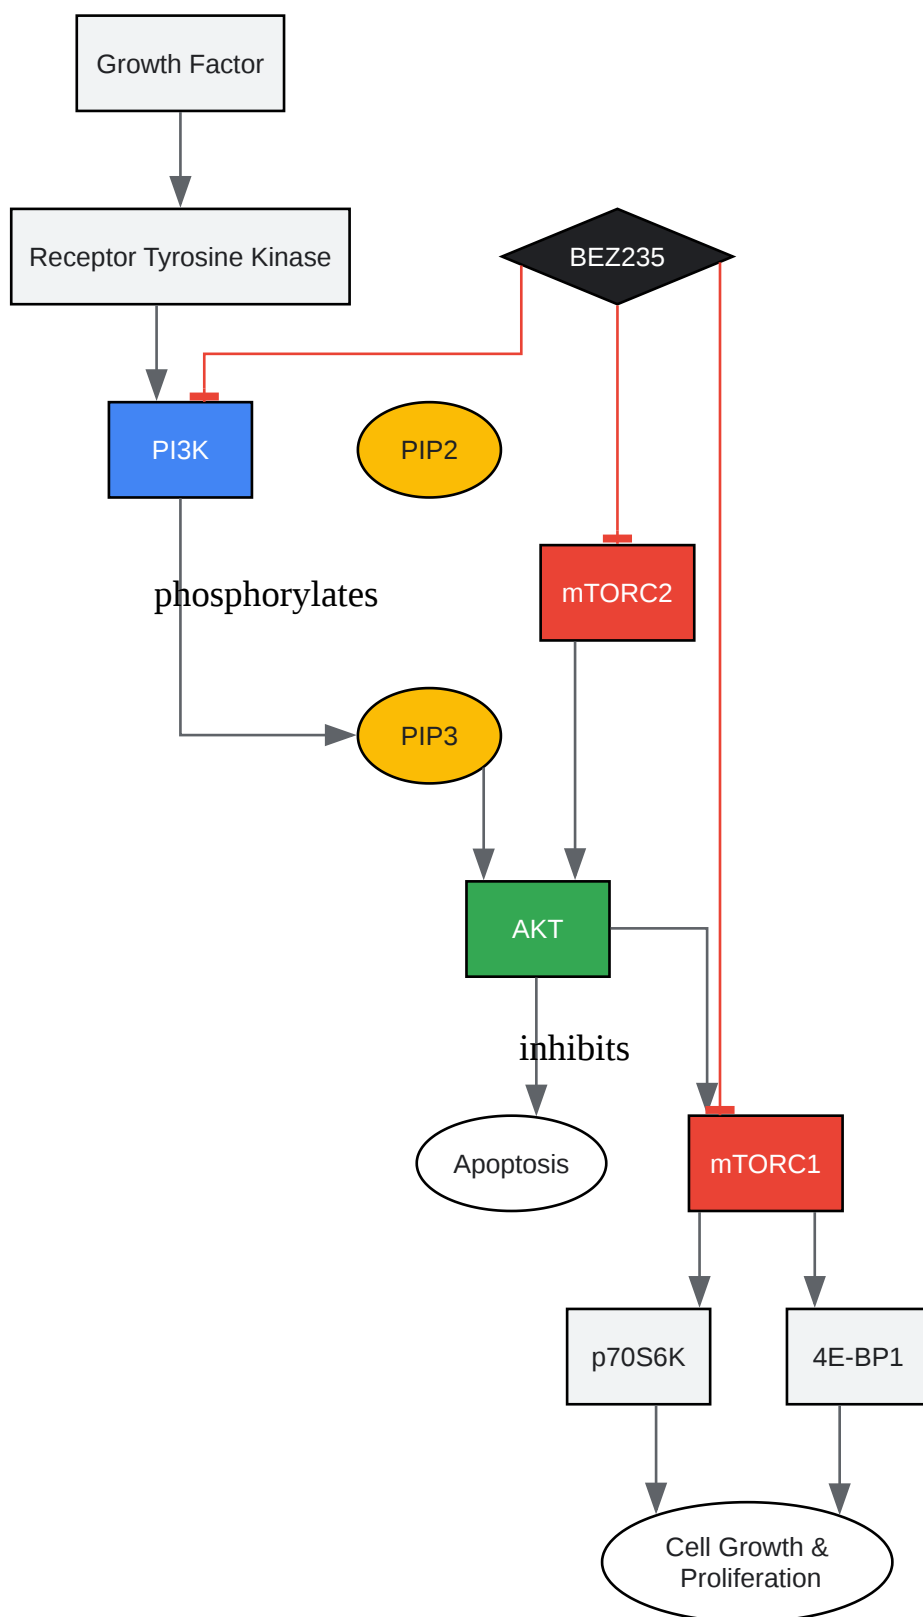 Growth Factor
Receptor Tyrosine Kinase
BEZ235
PI3K
PIP2
phosphorylates
mTORC2
PIP3
AKT
inhibits
Apoptosis
mTORC1
p70S6K
4E-BP1
Cell Growth &
Proliferation